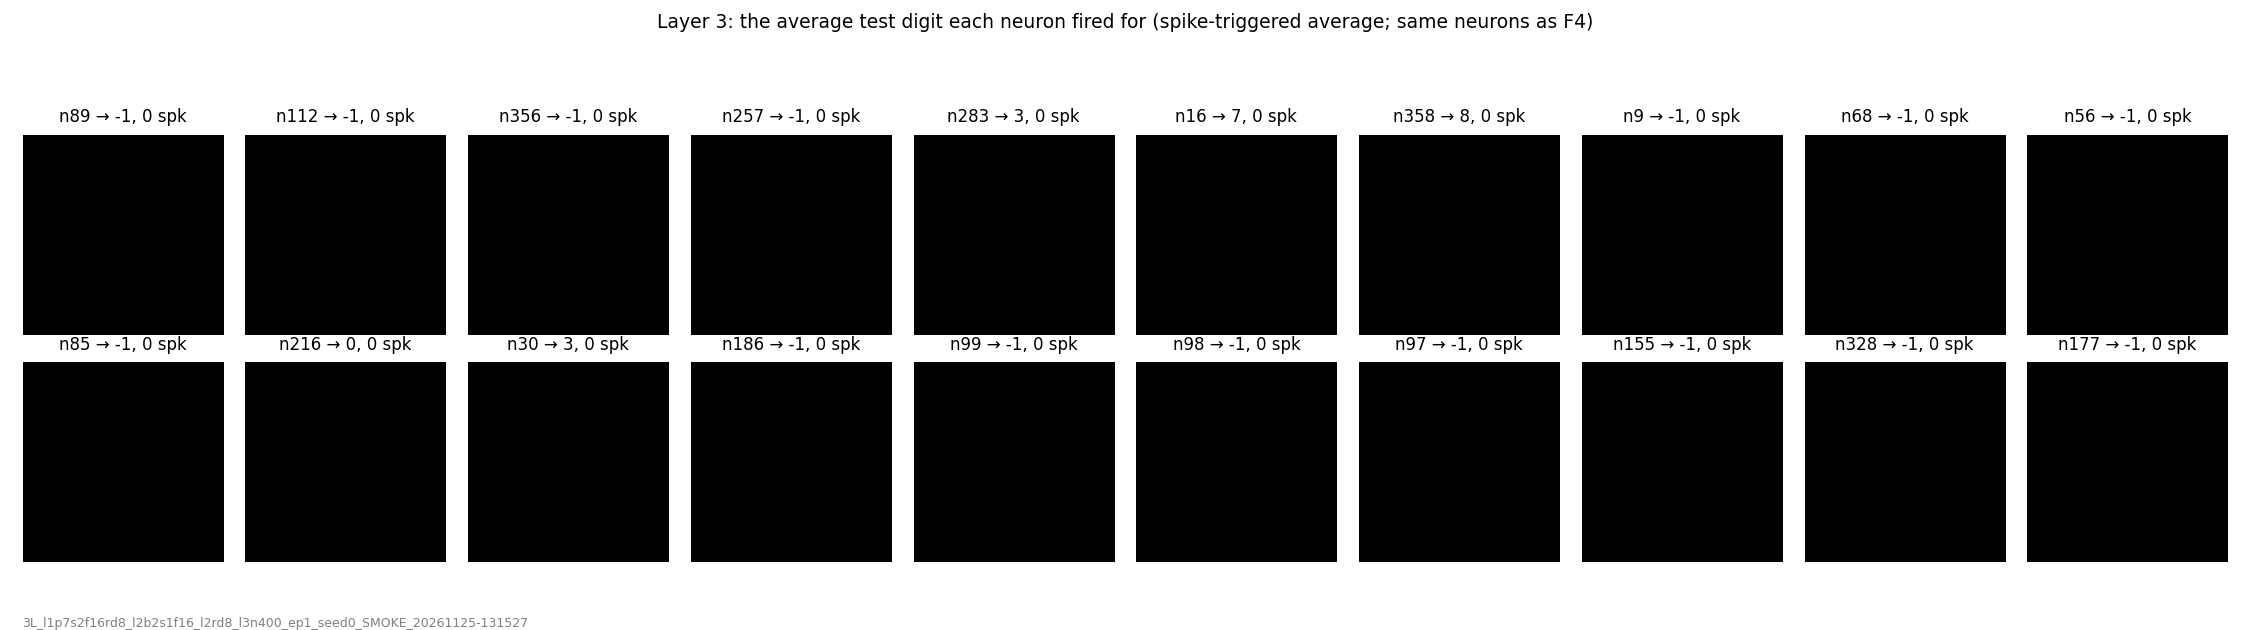 Layer 3: the average test digit each neuron fired for (spike-triggered average; same neurons as F4)
n89 → -1, 0 spk
n112 → -1, 0 spk
n356 → -1, 0 spk
n257 → -1, 0 spk
n283 → 3, 0 spk
n16 → 7, 0 spk
n358 → 8, 0 spk
n9 → -1, 0 spk
n68 → -1, 0 spk
n56 → -1, 0 spk
n85 → -1, 0 spk
n216 → 0, 0 spk
n30 → 3, 0 spk
n186 → -1, 0 spk
n99 → -1, 0 spk
n98 → -1, 0 spk
n97 → -1, 0 spk
n155 → -1, 0 spk
n328 → -1, 0 spk
n177 → -1, 0 spk
3L_l1p7s2f16rd8_l2b2s1f16_l2rd8_l3n400_ep1_seed0_SMOKE_20261125-131527